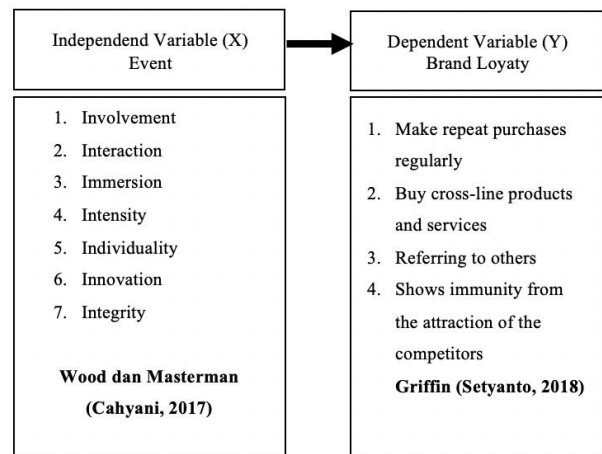 Independend Variable (X)
Event
Dependent Variable (Y)
Brand Loyaty
1. Involvement
2. Interaction
3. Immersion
4. Intensity
5. Individuality
6. Innovation
7. Integrity
Wood dan Masterman
(Cahyani, 2017)
1. Make repeat purchases
regularly
2. Buy cross-line products
and services
3. Referring to others
4. Shows immunity from
the attraction of the
competitors
Griffin (Setyanto, 2018)